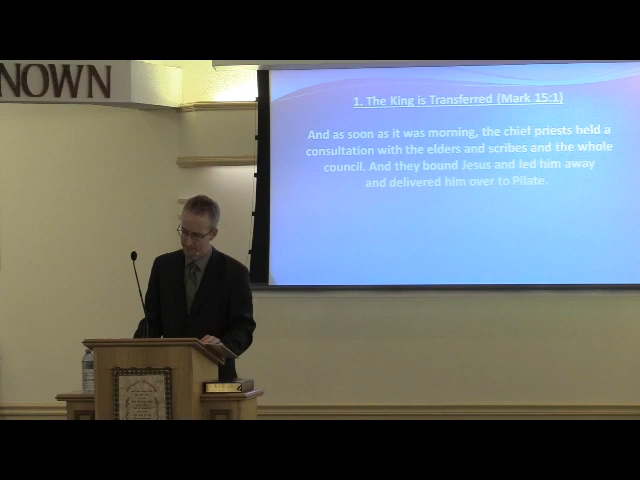 NOWN
1. The King is Transferred (Mark 15:1)
And as soon as it was morning, the chief priests held a
consultation with the elders and scribes and the whole
council. And they bound Jesus and led him away
and delivered him over to Pilate.